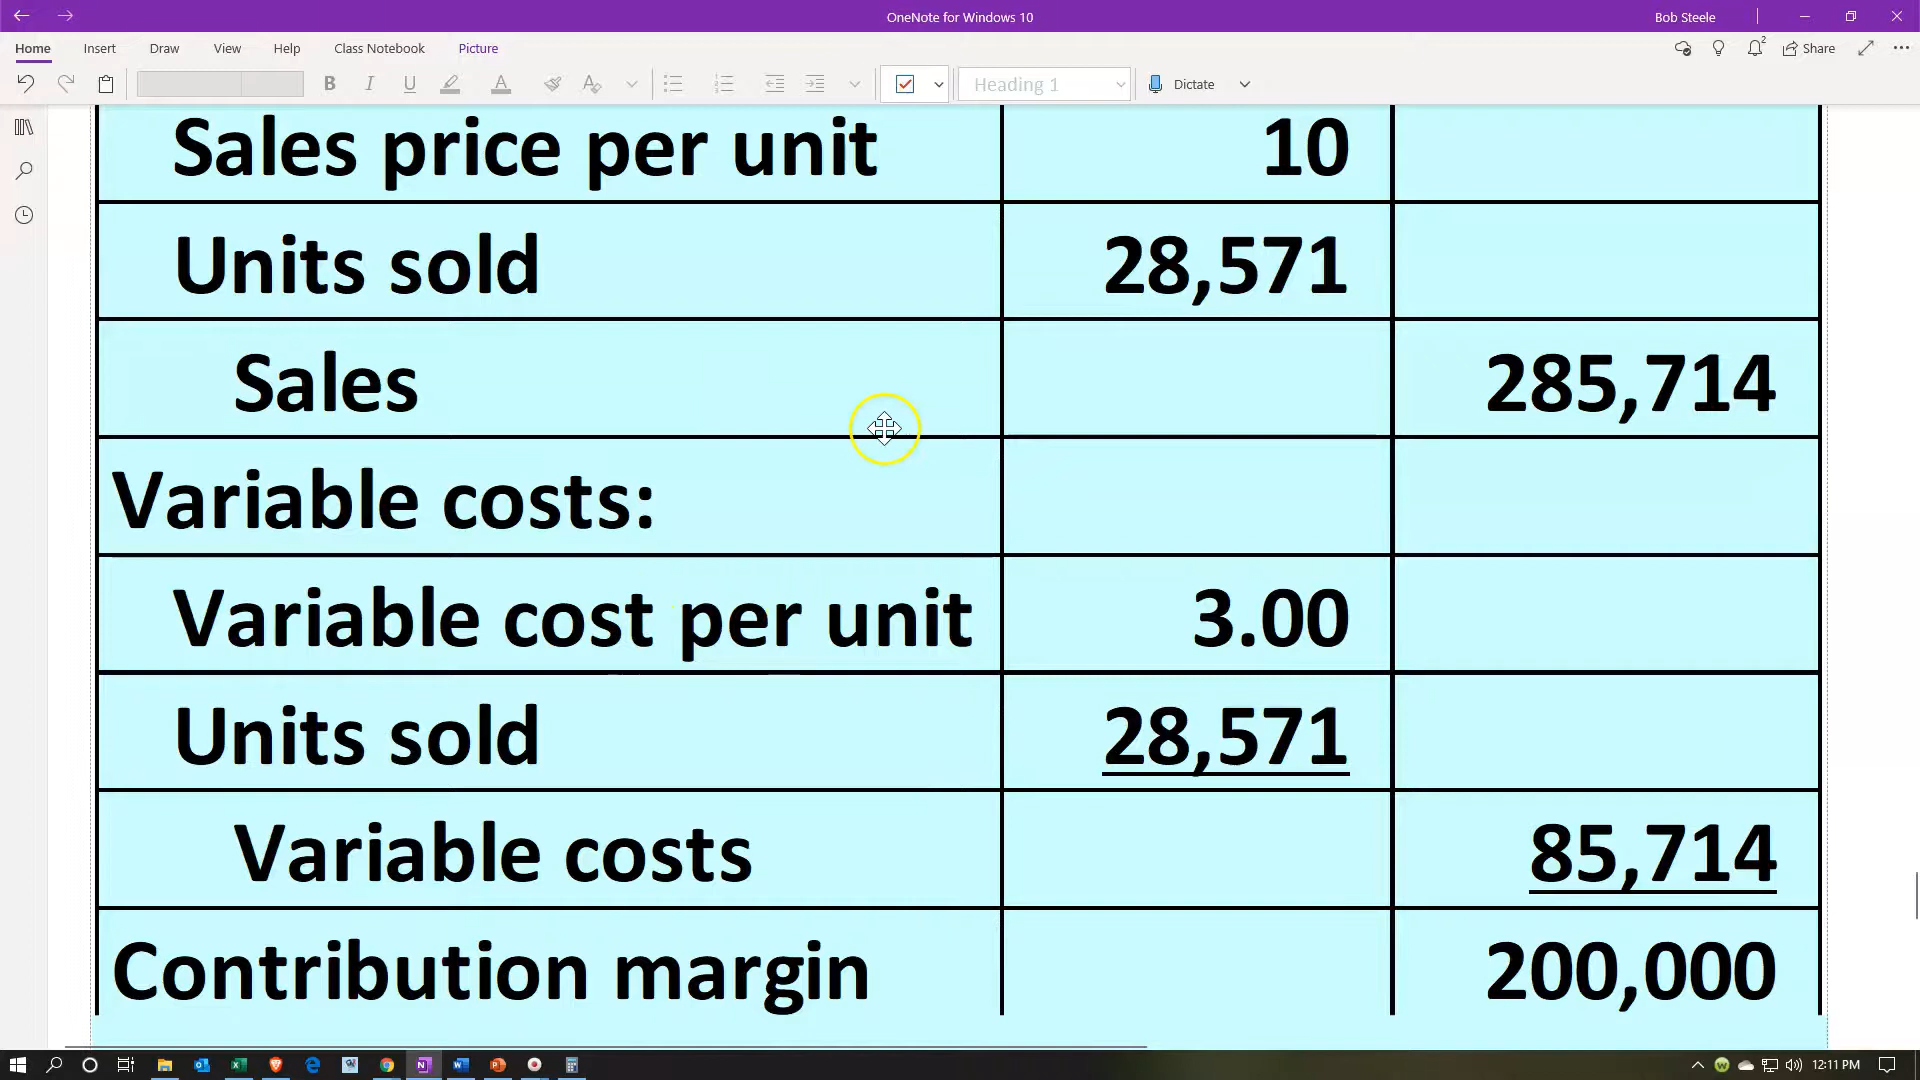 OneNote for Windows 10
Bob Steele
Home Insert Draw View Help Class Notebook Picture
2
Share
B I U A Heading 1 Dictate
Sales price per unit 10
Units sold 28,571
Sales 285,714
Variable costs:
Variable cost per unit 3.00
Units sold 28,571
Variable costs 85,714
Contribution margin 200,000
12:11 PM